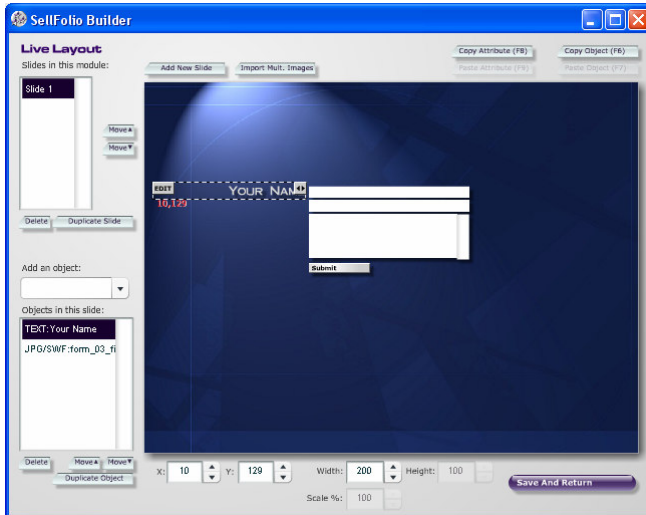 SellFolio Builder
Live Layout
Slides in this module:
Slide 1
Move
Move
Delete
Duplicate Slide
Add an object:
Objects in this slide:
TEXT:Your Name
JPG/SWF:form_03_fi
Delete
Move
Move
Duplicate Object
Add New Slide
Import Mult. Images
Copy Attribute (F8)
Copy Object (F6)
Paste Attribute (F9)
Paste Object (F7)
EDIT
YOUR NAM
10,129
Submit
X: 10
Y: 129
Width: 200
Height: 100
Scale %: 100
Save And Return